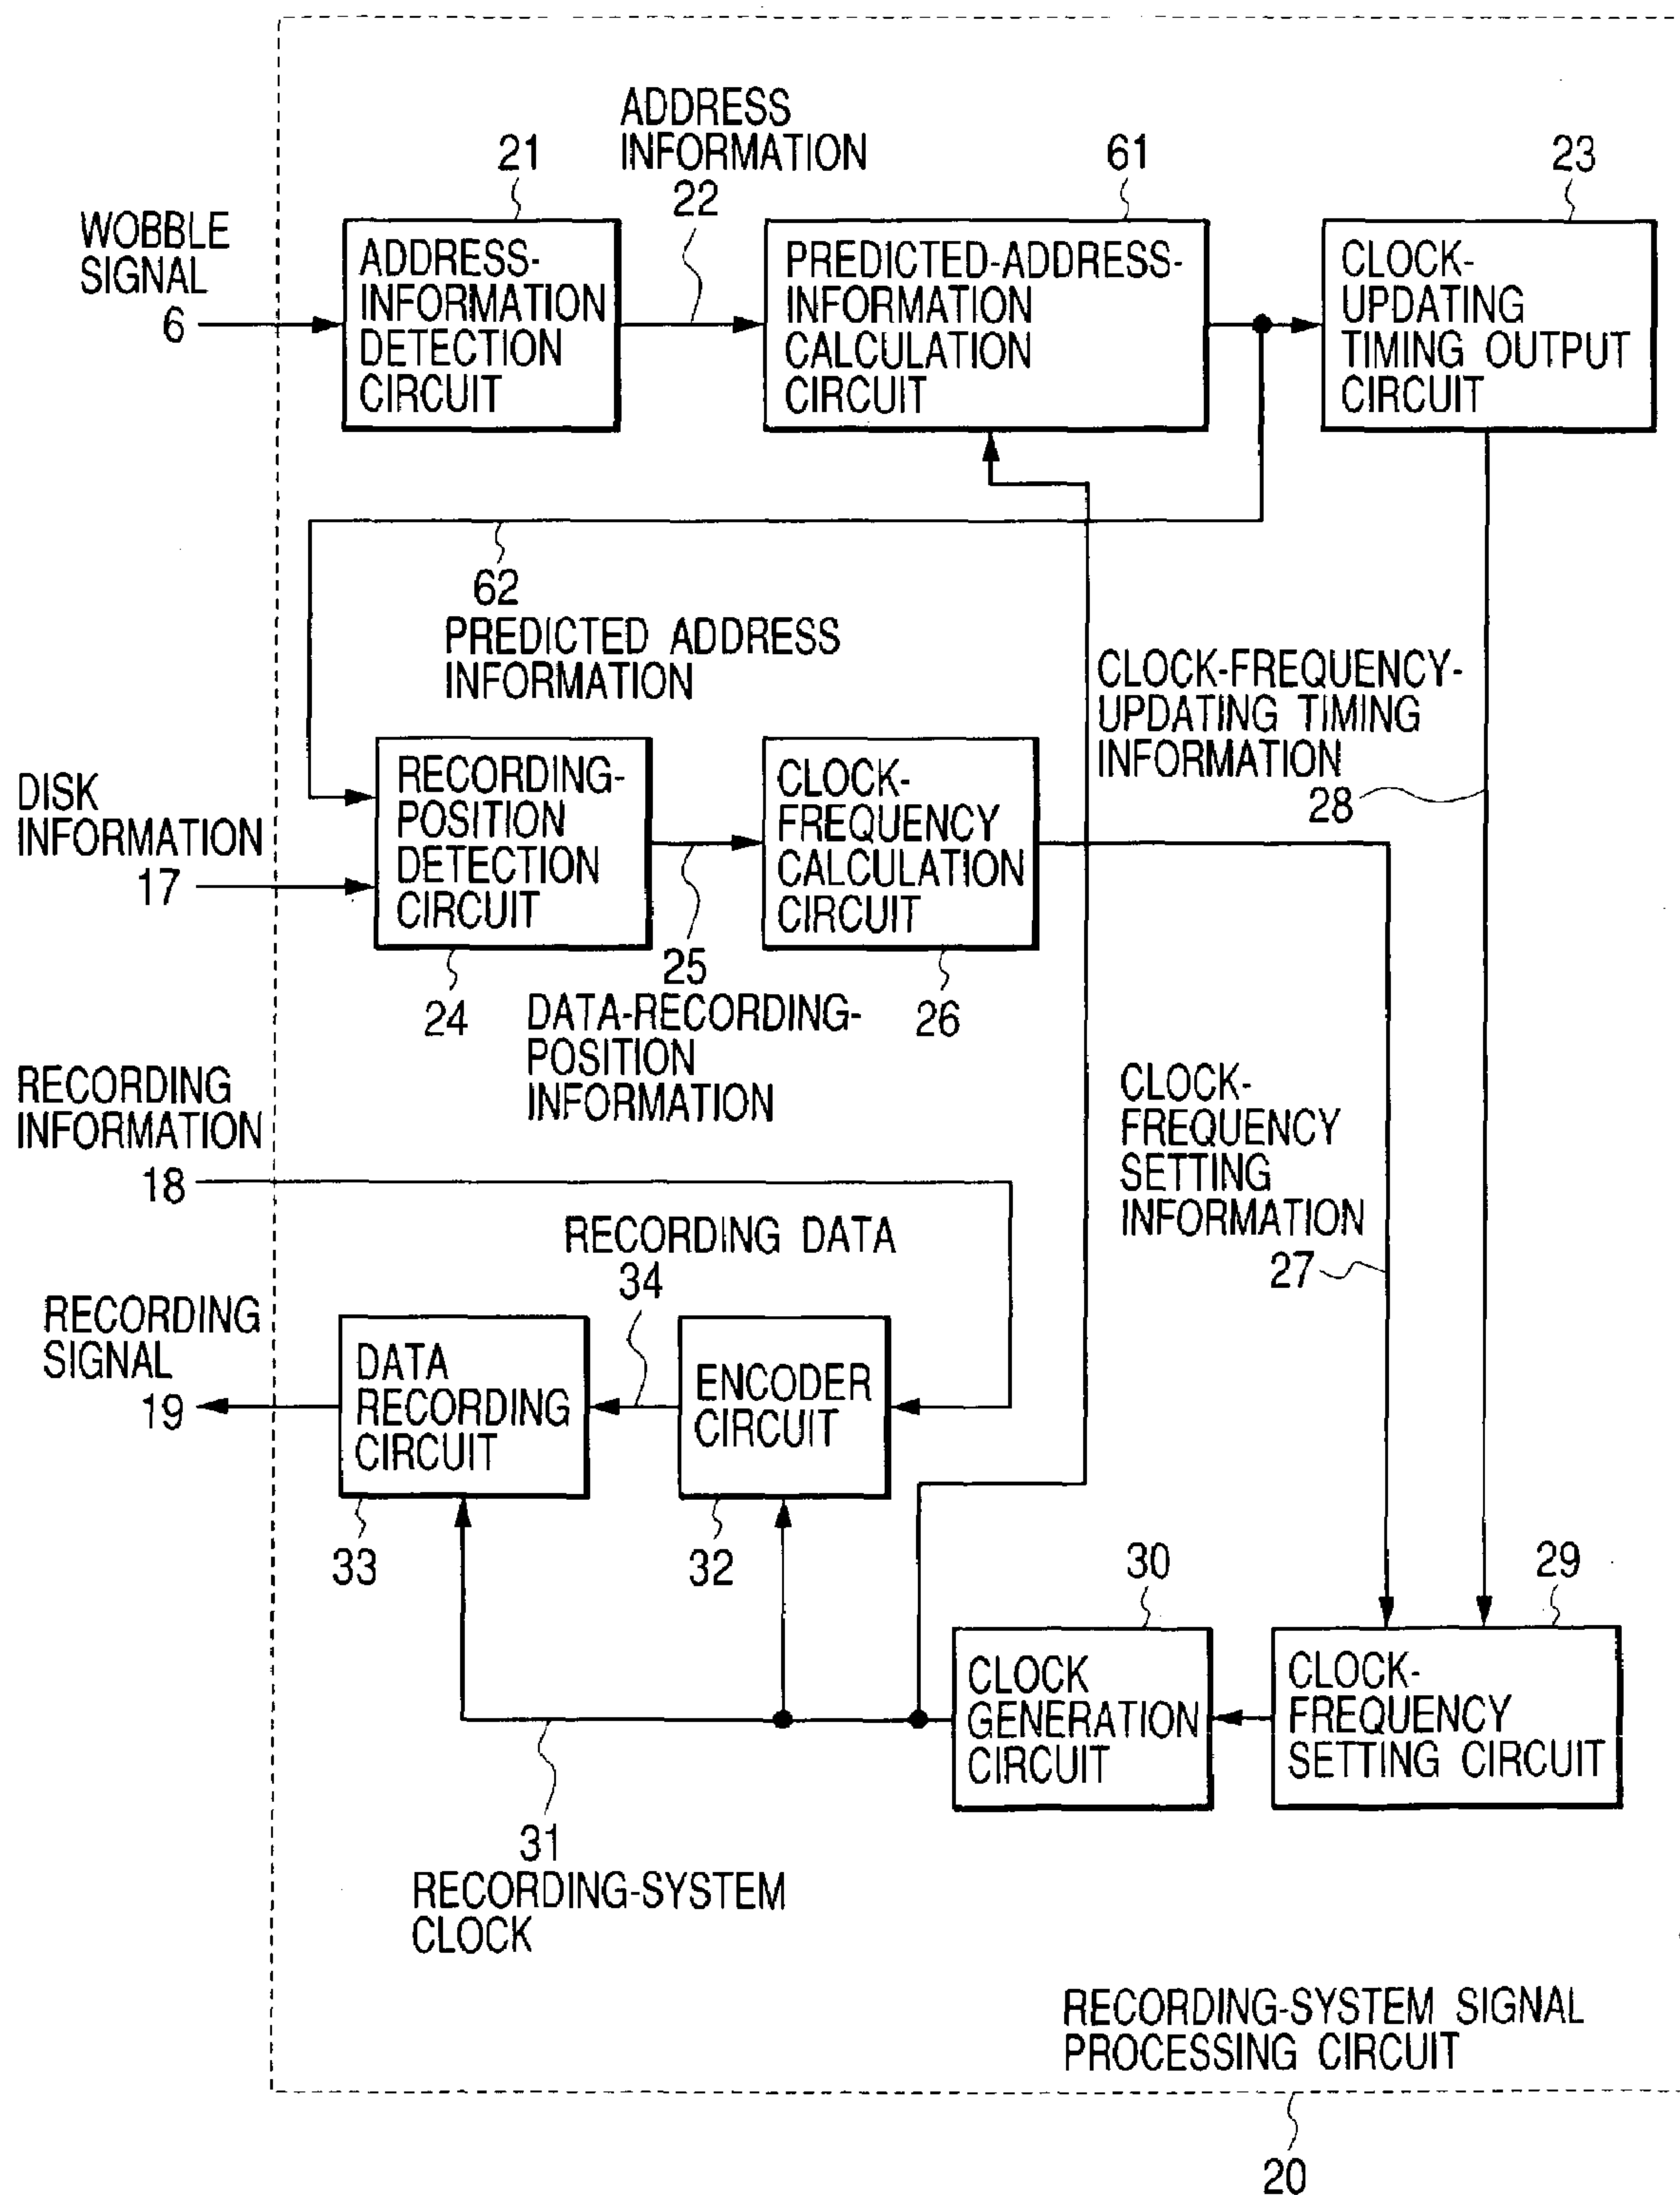 ADDRESS
INFORMATION
22
21
61
23
WOBBLE
SIGNAL
6
ADDRESS-
INFORMATION
DETECTION
CIRCUIT
PREDICTED-ADDRESS-
INFORMATION
CALCULATION
CIRCUIT
CLOCK-
UPDATING
TIMING OUTPUT
CIRCUIT
62
PREDICTED ADDRESS
INFORMATION
CLOCK-FREQUENCY-
UPDATING TIMING
INFORMATION
28
DISK
INFORMATION
17
RECORDING-
POSITION
DETECTION
CIRCUIT
24
25
DATA-RECORDING-
POSITION
INFORMATION
CLOCK-
FREQUENCY
CALCULATION
CIRCUIT
26
RECORDING
INFORMATION
18
CLOCK-
FREQUENCY
SETTING
INFORMATION
27
RECORDING DATA
34
RECORDING
SIGNAL
19
DATA
RECORDING
CIRCUIT
33
ENCODER
CIRCUIT
32
30
29
CLOCK
GENERATION
CIRCUIT
CLOCK-
FREQUENCY
SETTING CIRCUIT
31
RECORDING-SYSTEM
CLOCK
RECORDING-SYSTEM SIGNAL
PROCESSING CIRCUIT
20